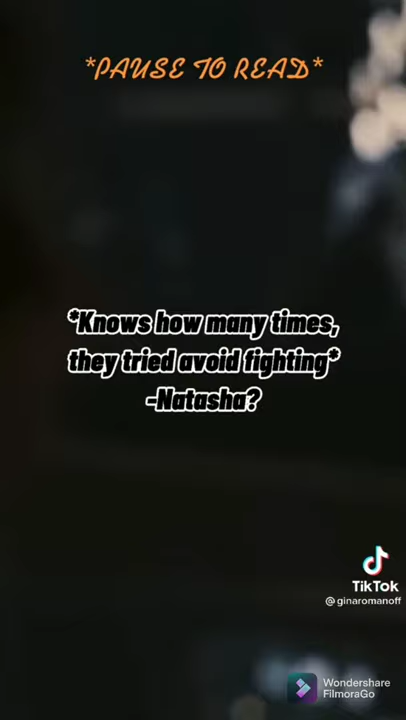 *PAUSE TO READ*
*Knows how many times,
they tried avoid fighting*
-Natasha?
TikTok
@ginaromanoff
Wondershare
FilmoraGo